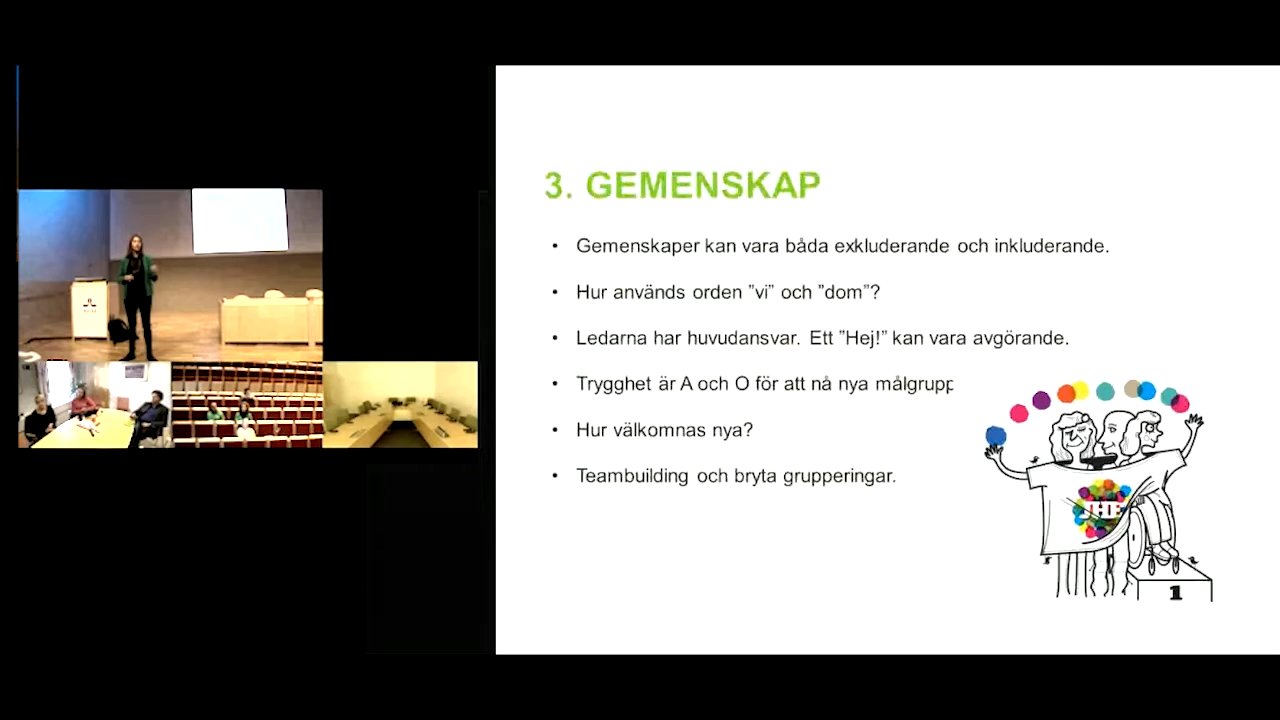 3. GEMENSKAP
• Gemenskaper kan vara båda exkluderande och inkluderande.
• Hur används orden ”vi” och ”dom”?
• Ledarna har huvudansvar. Ett ”Hej!” kan vara avgörande.
• Trygghet är A och O för att nå nya målgrupp
• Hur välkomnas nya?
• Teambuilding och bryta grupperingar.
JHE
1